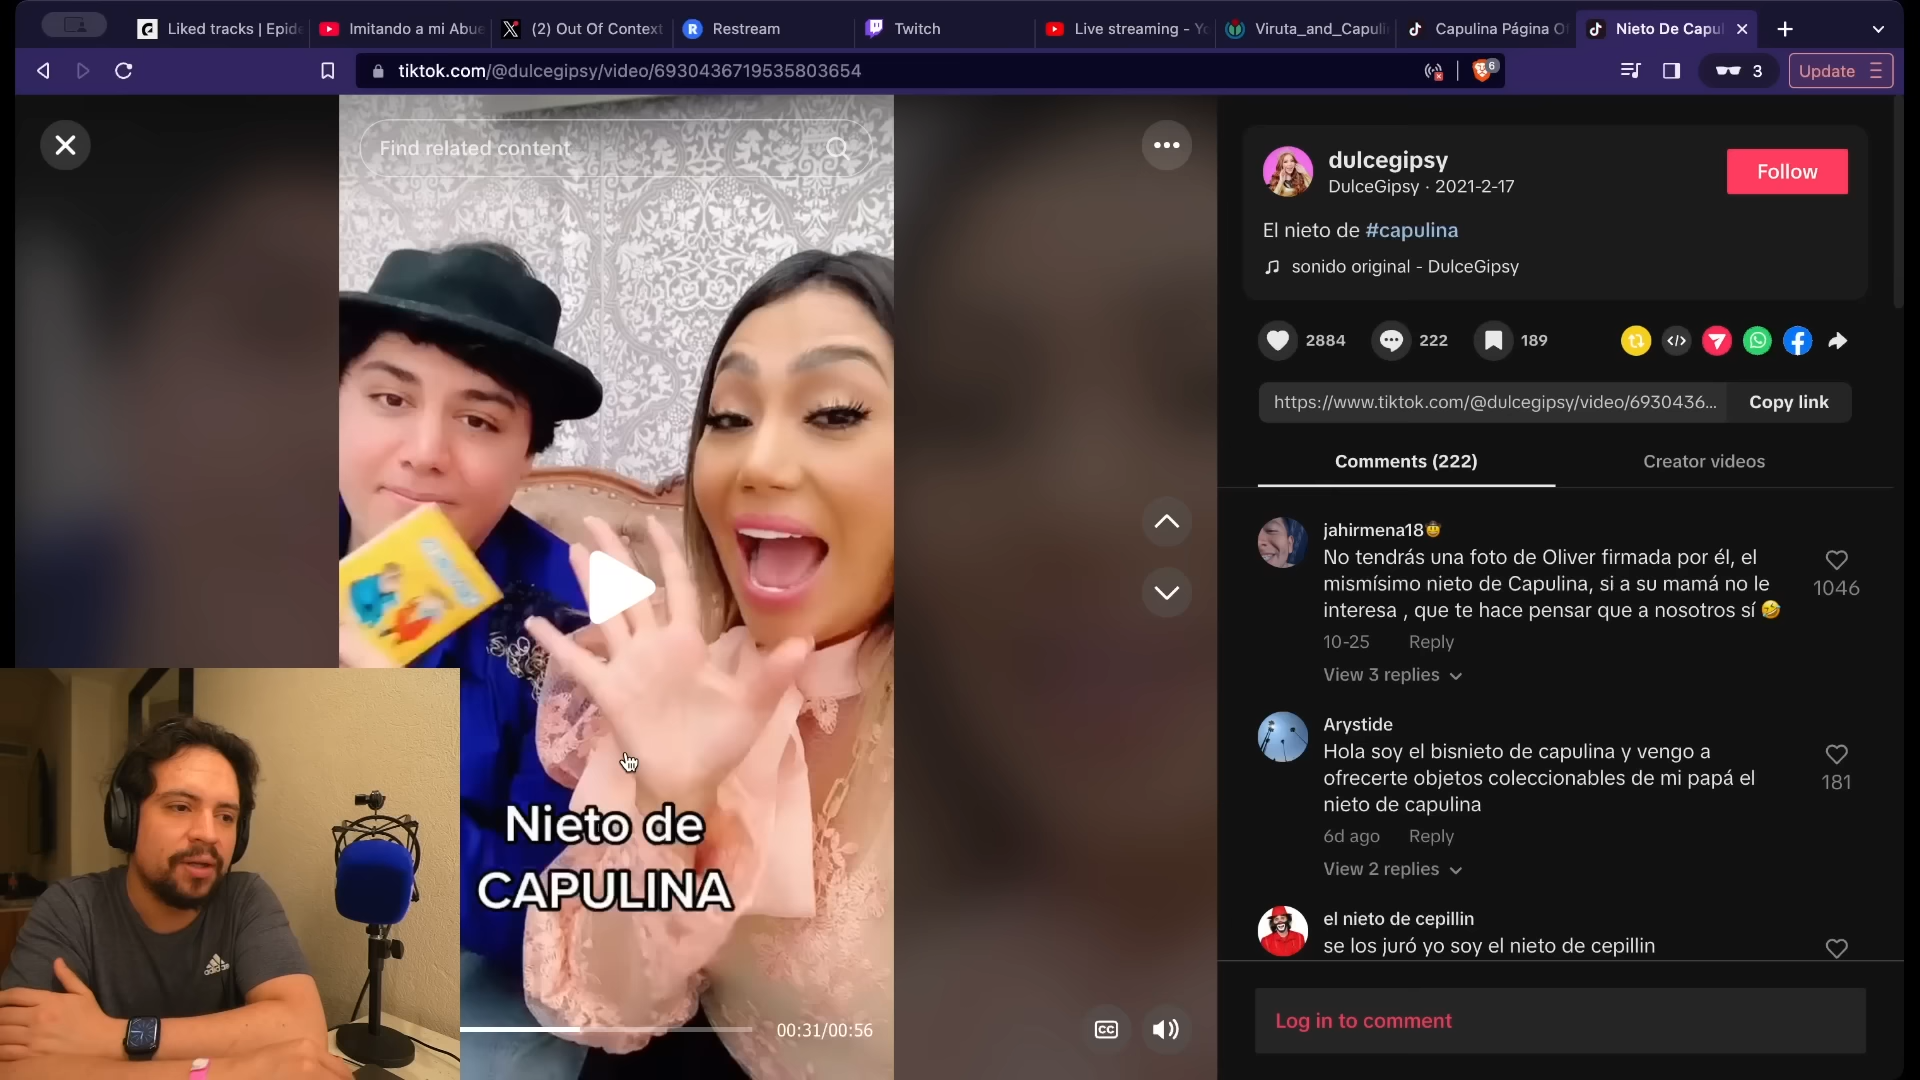 Liked tracks | Epide
Imitando a mi Abue
(2) Out Of Context
Restream
Twitch
Live streaming - Yo
Viruta_and_Capuli
Capulina Página O
Nieto De Capul
tiktok.com/@dulcegipsy/video/6930436719535803654
6
3
Update
Find related content
dulcegipsy
DulceGipsy · 2021-2-17
Follow
El nieto de #capulina
sonido original - DulceGipsy
2884
222
189
https://www.tiktok.com/@dulcegipsy/video/6930436...
Copy link
Comments (222)
Creator videos
jahirmena18🤠
No tendrás una foto de Oliver firmada por él, el
mismísimo nieto de Capulina, si a su mamá no le
interesa , que te hace pensar que a nosotros sí 🤣
1046
10-25
Reply
View 3 replies
Arystide
Hola soy el bisnieto de capulina y vengo a
ofrecerte objetos coleccionables de mi papá el
nieto de capulina
181
6d ago
Reply
View 2 replies
el nieto de cepillin
se los juró yo soy el nieto de cepillin
Nieto de
CAPULINA
00:31/00:56
CC
Log in to comment
adidas